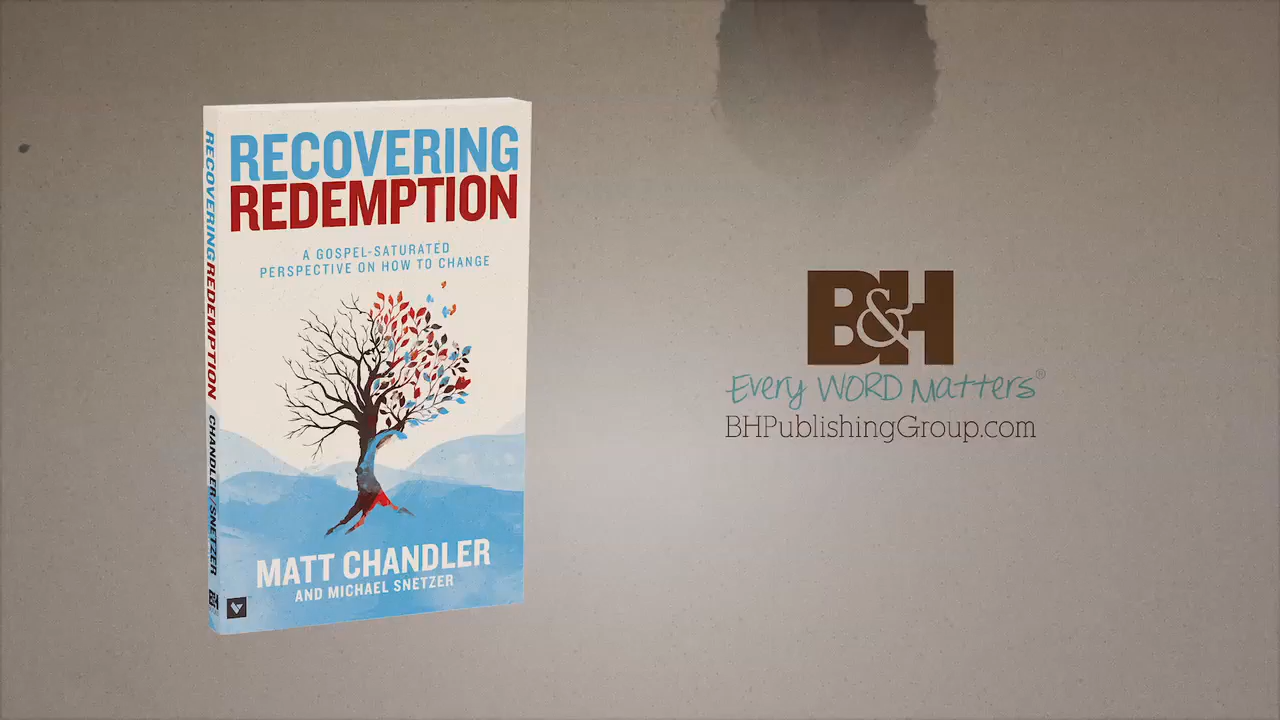 RECOVERING
REDEMPTION
A GOSPEL-SATURATED
PERSPECTIVE ON HOW TO CHANGE
MATT CHANDLER
AND MICHAEL SNETZER
RECOVERING REDEMPTION
CHANDLER/SNETZER
B&H
B&H
Every WORD Matters®
BHPublishingGroup.com